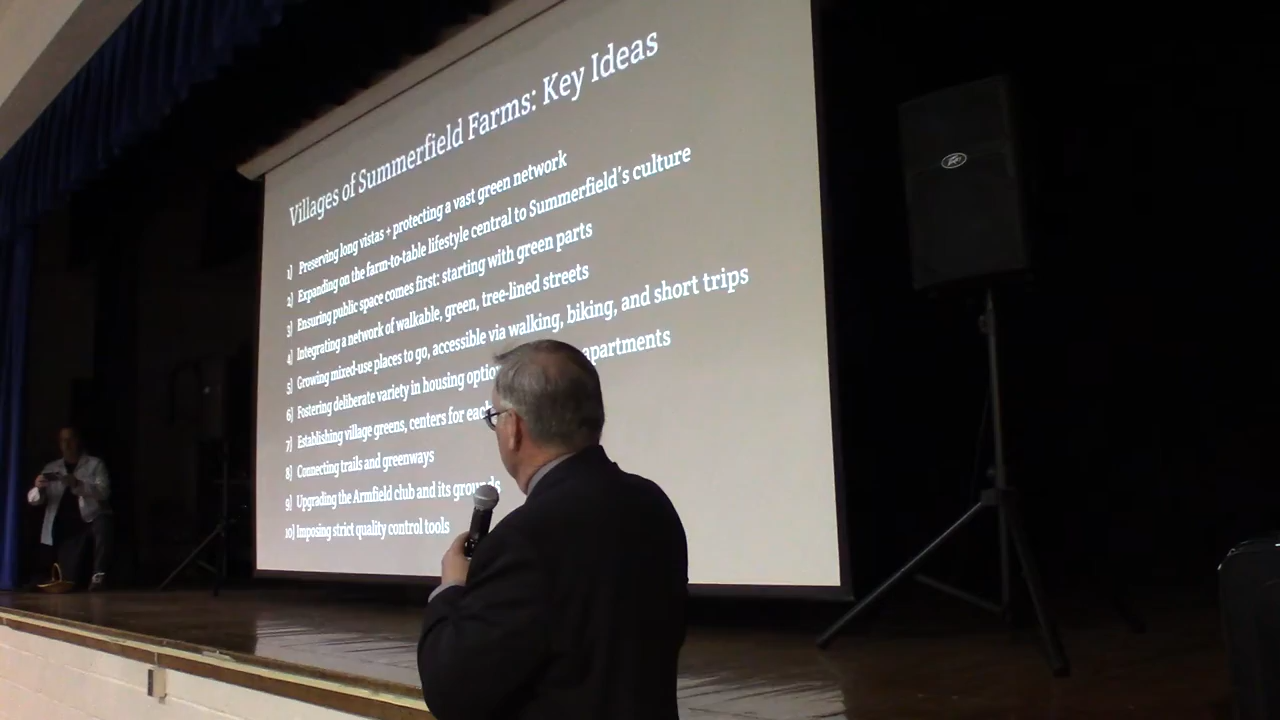 Villages of Summerfield Farms: Key Ideas
1) Preserving long vistas + protecting a vast green network
2) Expanding on the farm-to-table lifestyle central to Summerfield's culture
3) Ensuring public space comes first: starting with green parts
4) Integrating a network of walkable, green, tree-lined streets
5) Growing mixed-use places to go, accessible via walking, biking, and short trips
6) Fostering deliberate variety in housing apartments
7) Establishing village greens, centers for each
8) Connecting trails and greenways
9) Upgrading the Armfield club and its grounds
10) Imposing strict quality control tools